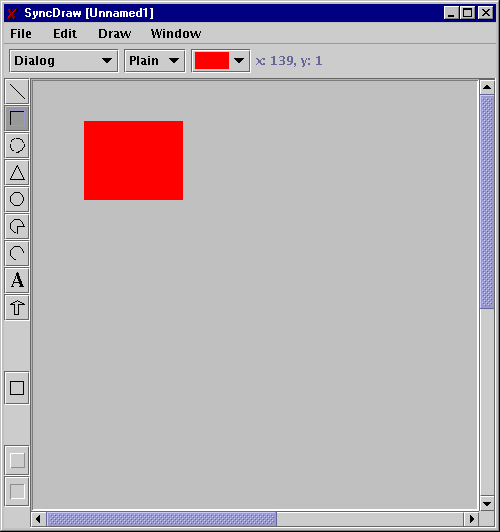 SyncDraw [Unnamed1]
File Edit Draw Window
Dialog Plain x: 139, y: 1
A